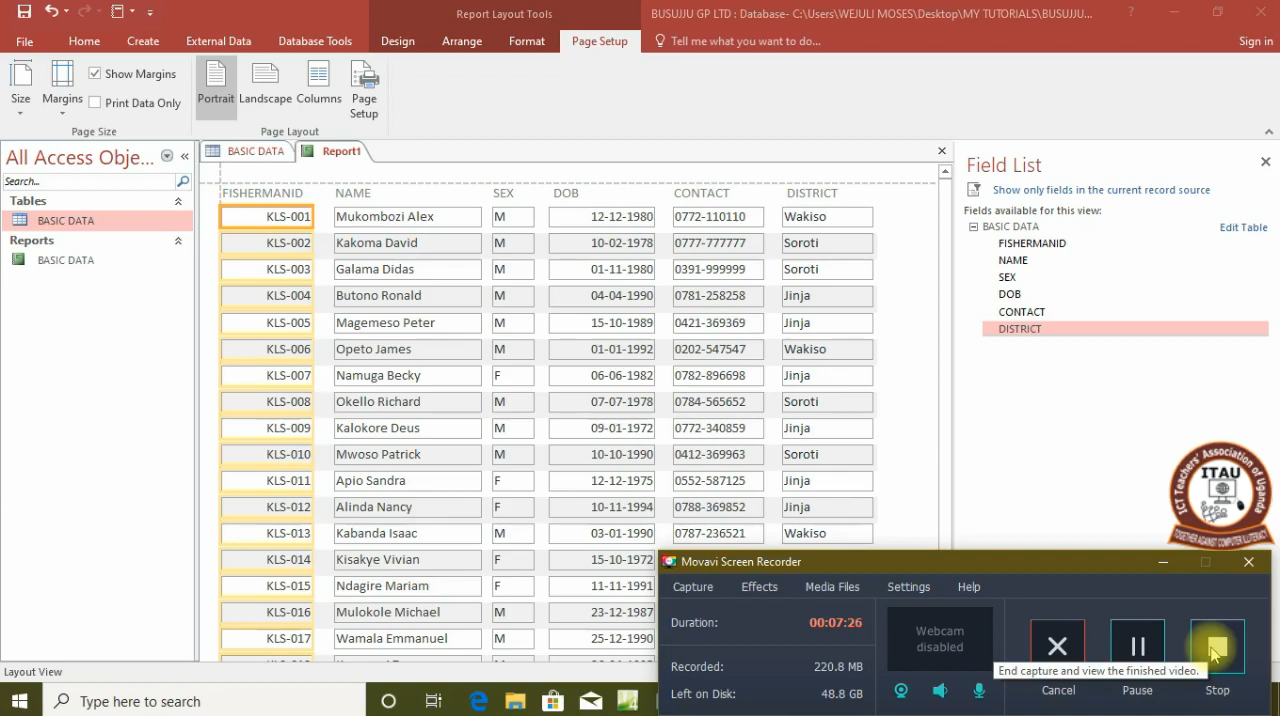 Report Layout Tools
BUSUJJU GP LTD : Database- C:\Users\WEJULI MOSES\Desktop\MY TUTORIALS\BUSUJJU...
?
File Home Create External Data Database Tools Design Arrange Format Page Setup Tell me what you want to do... Sign in
Size
Margins
Show Margins
Print Data Only
Portrait
Landscape
Columns
Page Setup
Page Size
Page Layout
All Access Obje...
Search...
Tables
BASIC DATA
Reports
BASIC DATA
BASIC DATA Report1
FISHERMANID NAME SEX DOB CONTACT DISTRICT
KLS-001 Mukombozi Alex M 12-12-1980 0772-110110 Wakiso
KLS-002 Kakoma David M 10-02-1978 0777-777777 Soroti
KLS-003 Galama Didas M 01-11-1980 0391-999999 Soroti
KLS-004 Butono Ronald M 04-04-1990 0781-258258 Jinja
KLS-005 Magemeso Peter M 15-10-1989 0421-369369 Jinja
KLS-006 Opeto James M 01-01-1992 0202-547547 Wakiso
KLS-007 Namuga Becky F 06-06-1982 0782-896698 Jinja
KLS-008 Okello Richard M 07-07-1978 0784-565652 Soroti
KLS-009 Kalokore Deus M 09-01-1972 0772-340859 Jinja
KLS-010 Mwoso Patrick M 10-10-1990 0412-369963 Soroti
KLS-011 Apio Sandra F 12-12-1975 0552-587125 Jinja
KLS-012 Alinda Nancy F 10-11-1994 0788-369852 Jinja
KLS-013 Kabanda Isaac M 03-01-1990 0787-236521 Wakiso
KLS-014 Kisakye Vivian F 15-10-1972
KLS-015 Ndagire Mariam F 11-11-1991
KLS-016 Mulokole Michael M 23-12-1987
KLS-017 Wamala Emmanuel M 25-12-1990
Field List
Show only fields in the current record source
Fields available for this view:
BASIC DATA Edit Table
FISHERMANID
NAME
SEX
DOB
CONTACT
DISTRICT
ICT Teachers' Association of Uganda
ITAU
TOGETHER AGAINST COMPUTER ILLITERACY
Movavi Screen Recorder
Capture Effects Media Files Settings Help
Duration: 00:07:26
Recorded: 220.8 MB
Left on Disk: 48.8 GB
Webcam
disabled
End capture and view the finished video.
Cancel Pause Stop
Layout View
Type here to search